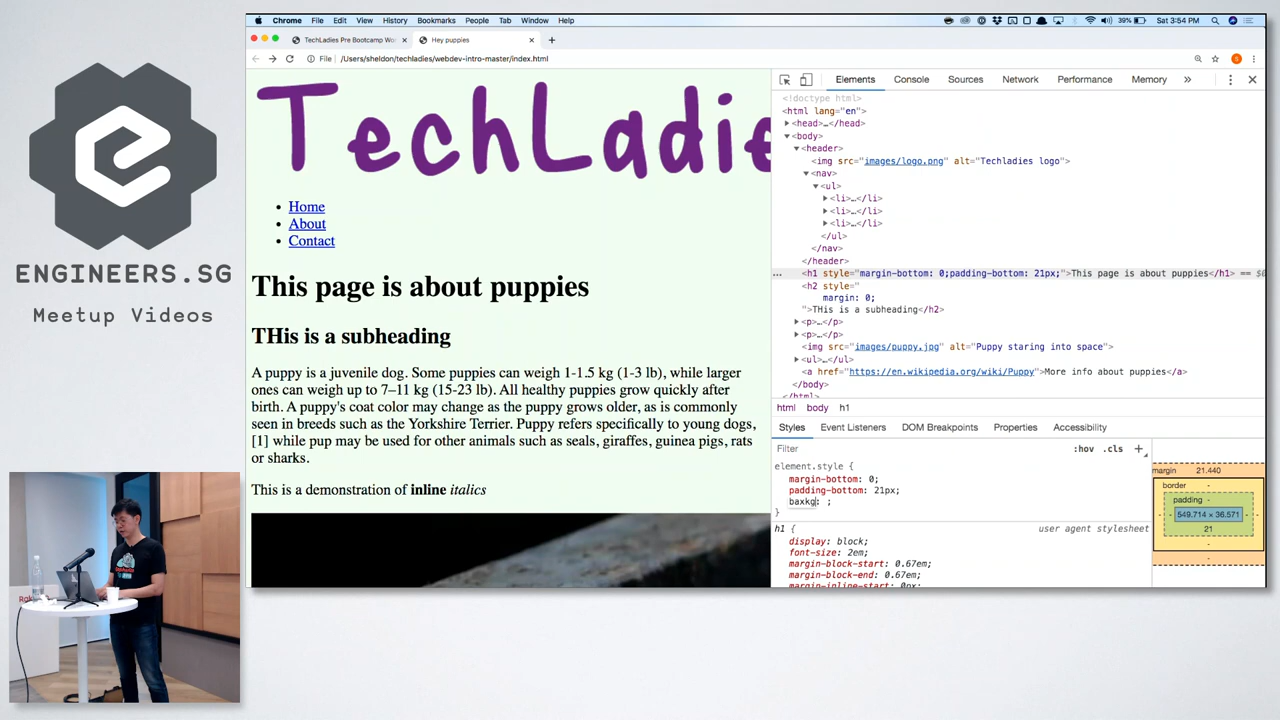 Chrome File Edit View History Bookmarks People Tab Window Help
39% Sat 3:54 PM
TechLadies Pre Bootcamp Wo
Hey puppies
File /Users/sheldon/techladies/webdev-intro-master/index.html
TechLadie
Home
About
Contact
This page is about puppies
THis is a subheading
A puppy is a juvenile dog. Some puppies can weigh 1-1.5 kg (1-3 lb), while larger
ones can weigh up to 7–11 kg (15-23 lb). All healthy puppies grow quickly after
birth. A puppy's coat color may change as the puppy grows older, as is commonly
seen in breeds such as the Yorkshire Terrier. Puppy refers specifically to young dogs,
[1] while pup may be used for other animals such as seals, giraffes, guinea pigs, rats
or sharks.
This is a demonstration of inline italics
Elements Console Sources Network Performance Memory »
<!doctype html>
<html lang="en">
<head>…</head>
<body>
<header>
<img src="images/logo.png" alt="Techladies logo">
<nav>
<ul>
<li>…</li>
<li>…</li>
<li>…</li>
</ul>
</nav>
</header>
… <h1 style="margin-bottom: 0;padding-bottom: 21px;">This page is about puppies</h1> == $0
<h2 style="
margin: 0;
">THis is a subheading</h2>
<p>…</p>
<p>…</p>
<img src="images/puppy.jpg" alt="Puppy staring into space">
<ul>…</ul>
<a href="https://en.wikipedia.org/wiki/Puppy">More info about puppies</a>
</body>
html body h1
Styles Event Listeners DOM Breakpoints Properties Accessibility
Filter :hov .cls +
element.style {
margin-bottom: 0;
padding-bottom: 21px;
baxkg: ;
}
h1 { user agent stylesheet
display: block;
font-size: 2em;
margin-block-start: 0.67em;
margin-block-end: 0.67em;
margin-inline-start: 0px;
margin 21.440
border -
padding -
549.714 × 36.571
21
ENGINEERS.SG
Meetup Videos